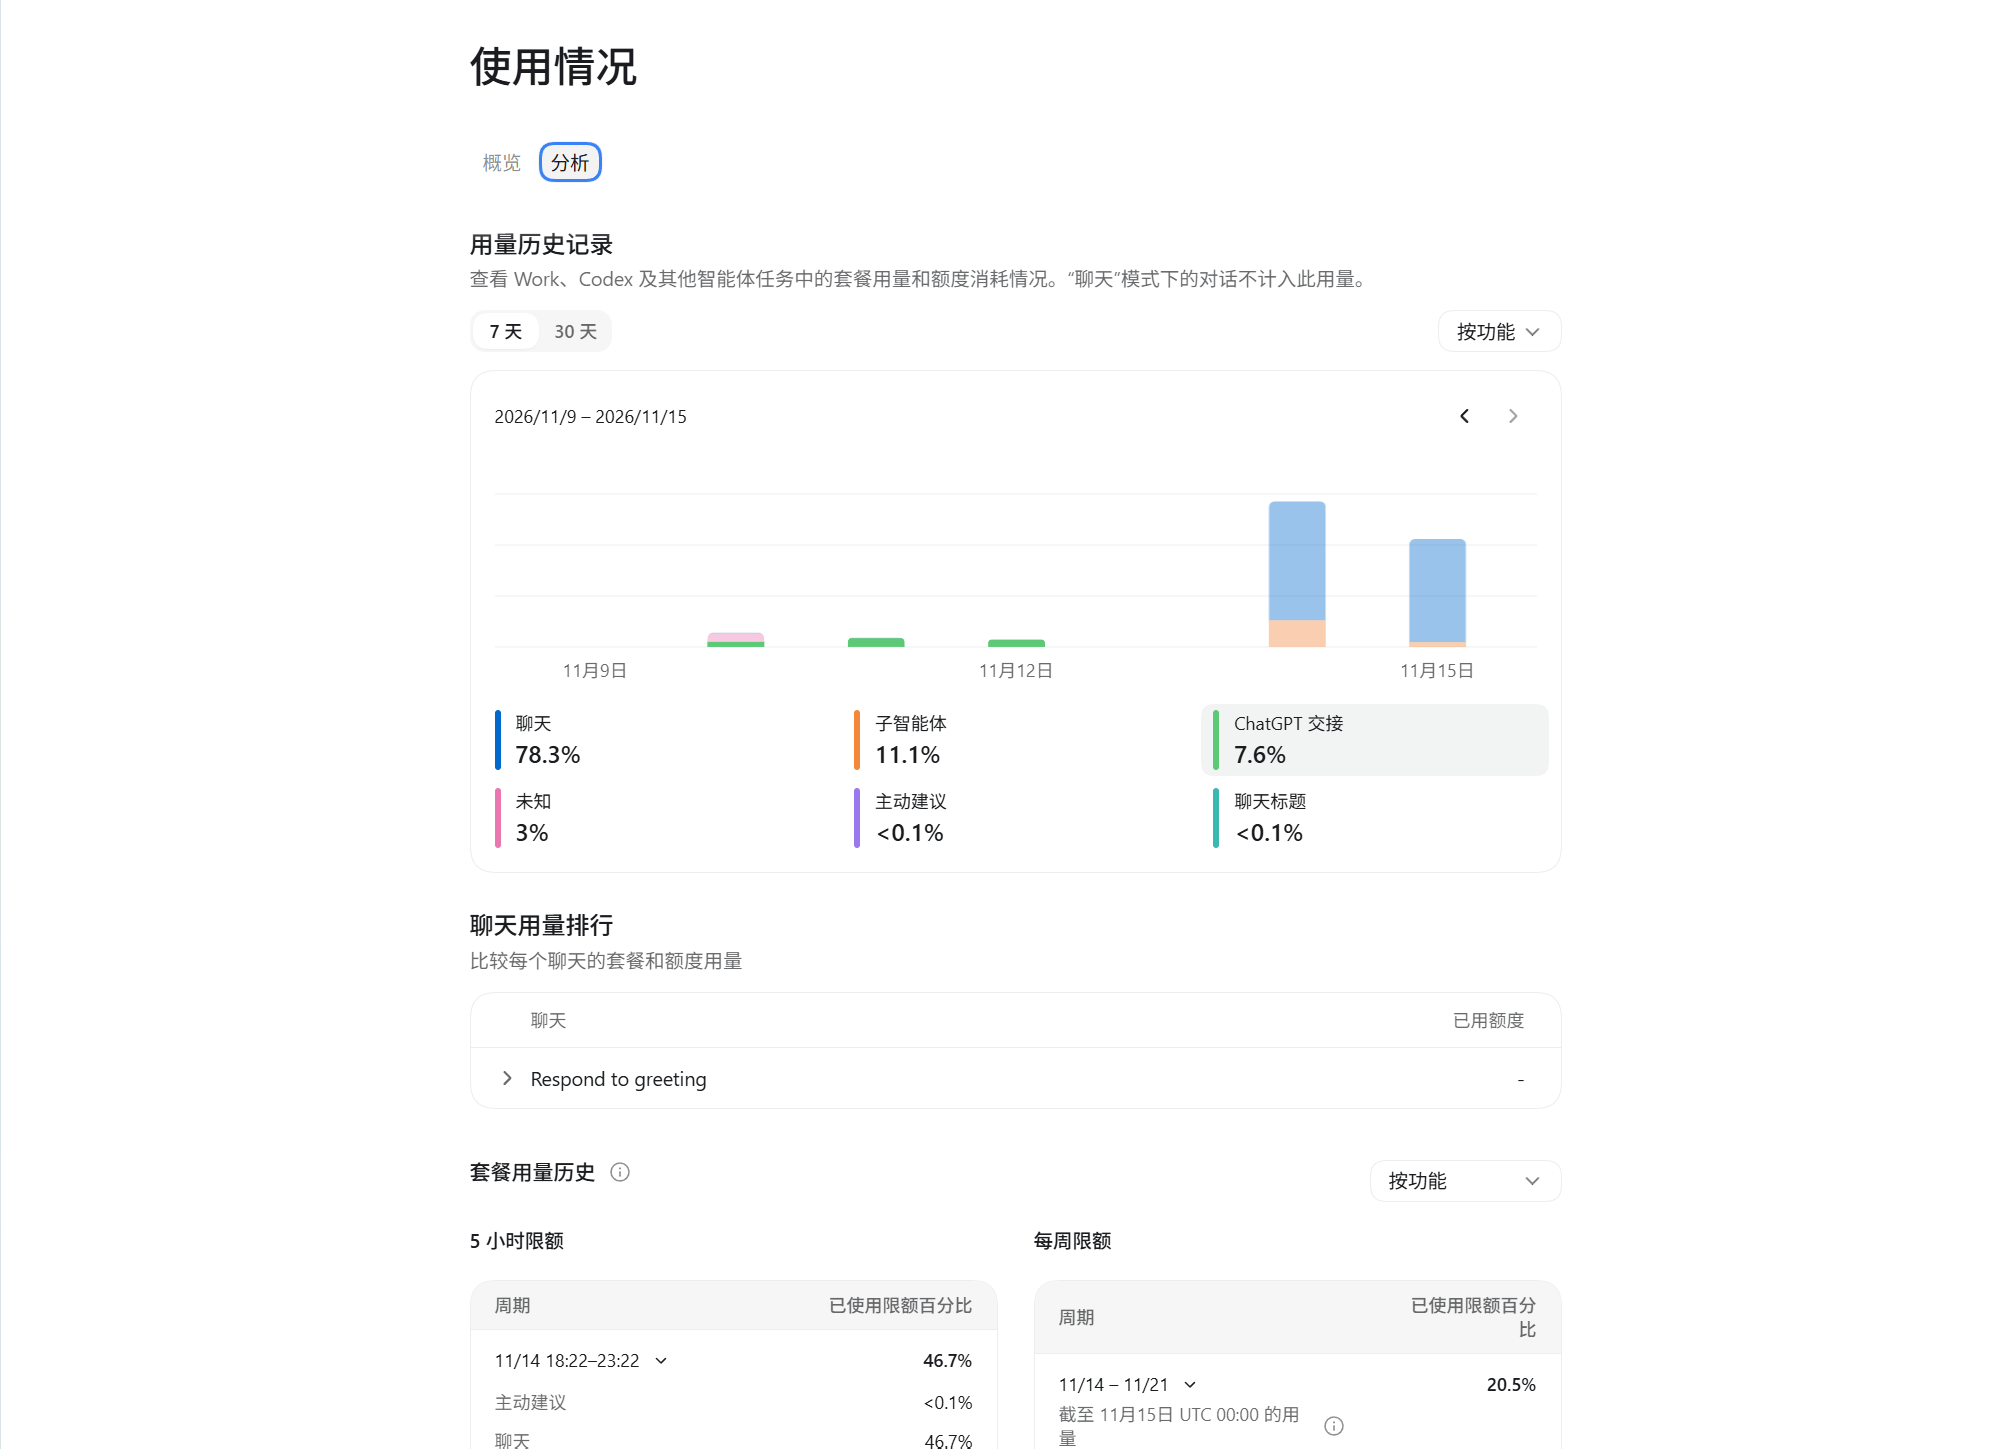 使用情况
概览 分析
用量历史记录
查看 Work、Codex 及其他智能体任务中的套餐用量和额度消耗情况。“聊天”模式下的对话不计入此用量。
7 天 30 天 按功能
2026/11/9 – 2026/11/15
11月9日 11月12日 11月15日
聊天
78.3%
子智能体
11.1%
ChatGPT 交接
7.6%
未知
3%
主动建议
<0.1%
聊天标题
<0.1%
聊天用量排行
比较每个聊天的套餐和额度用量
聊天 已用额度
Respond to greeting -
套餐用量历史 按功能
5 小时限额
周期 已使用限额百分比
11/14 18:22–23:22 46.7%
主动建议 <0.1%
聊天 46.7%
每周限额
周期 已使用限额百分
比
11/14 – 11/21 20.5%
截至 11月15日 UTC 00:00 的用
量